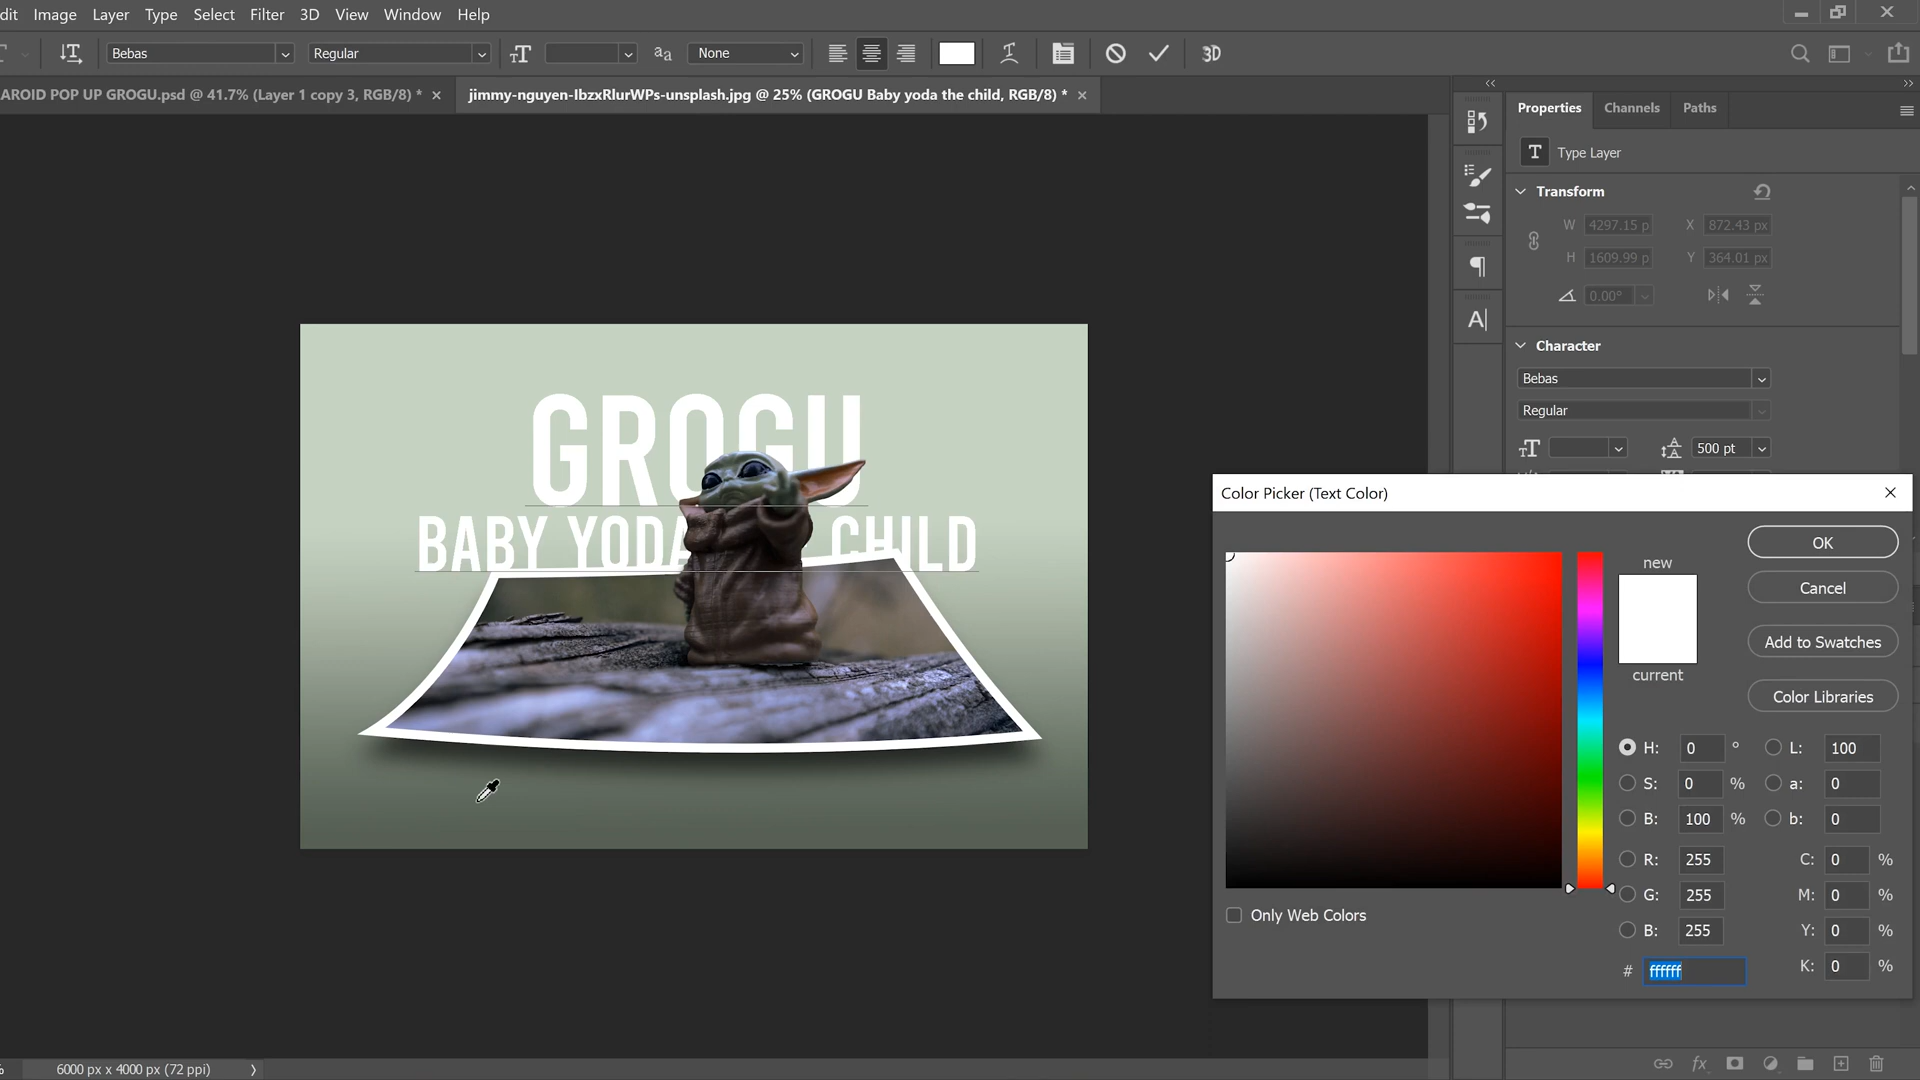 dit Image Layer Type Select Filter 3D View Window Help
Bebas Regular None 3D
AROID POP UP GROGU.psd @ 41.7% (Layer 1 copy 3, RGB/8) *
jimmy-nguyen-IbzxRlurWPs-unsplash.jpg @ 25% (GROGU Baby yoda the child, RGB/8) *
Properties Channels Paths
Type Layer
Transform
W 4297.15 p X 872.43 px
H 1609.99 p Y 364.01 px
0.00°
Character
Bebas
Regular
500 pt
GROGU
BABY YODA CHILD
Color Picker (Text Color)
OK
new
Cancel
Add to Swatches
current
Color Libraries
H: 0 ° L: 100
S: 0 % a: 0
B: 100 % b: 0
R: 255 C: 0 %
G: 255 M: 0 %
B: 255 Y: 0 %
# ffffff K: 0 %
Only Web Colors
% 6000 px x 4000 px (72 ppi)